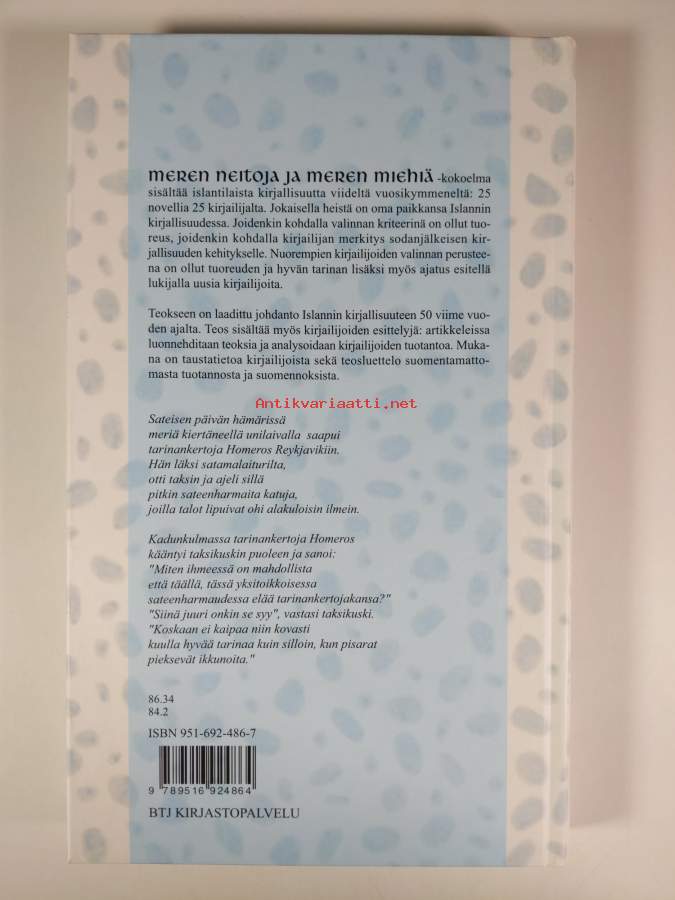 MEREN NEITOJA JA MEREN MIEHIÄ -kokoelma
sisältää islantilaista kirjallisuutta viideltä vuosikymmeneltä: 25
novellia 25 kirjailijalta. Jokaisella heistä on oma paikkansa Islannin
kirjallisuudessa. Joidenkin kohdalla valinnan kriteerinä on ollut tuo-
reus, joidenkin kohdalla kirjailijan merkitys sodanjälkeisen kir-
jallisuuden kehitykselle. Nuorempien kirjailijoiden valinnan perustee-
na on ollut tuoreuden ja hyvän tarinan lisäksi myös ajatus esitellä
lukijalla uusia kirjailijoita.
Teokseen on laadittu johdanto Islannin kirjallisuuteen 50 viime vuo-
den ajalta. Teos sisältää myös kirjailijoiden esittelyjä: artikkeleissa
luonnehditaan teoksia ja analysoidaan kirjailijoiden tuotantoa. Muka-
na on taustatietoa kirjailijoista sekä teosluettelo suomentamatto-
masta tuotannosta ja suomennoksista.
Antikvariaatti.net
Sateisen päivän hämärissä
meriä kiertäneellä unilaivalla saapui
tarinankertoja Homeros Reykjavikiin.
Hän läksi satamalaiturilta,
otti taksin ja ajeli sillä
pitkin sateenharmaita katuja,
joilla talot lipuivat ohi alakuloisin ilmein.
Kadunkulmassa tarinankertoja Homeros
kääntyi taksikuskin puoleen ja sanoi:
"Miten ihmeessä on mahdollista
että täällä, tässä yksitoikkoisessa
sateenharmaudessa elää tarinankertojakansa?"
"Siinä juuri onkin se syy", vastasi taksikuski.
"Koskaan ei kaipaa niin kovasti
kuulla hyvää tarinaa kuin silloin, kun pisarat
pieksevät ikkunoita."
86.34
84.2
ISBN 951-692-486-7
9 789516 924864
BTJ KIRJASTOPALVELU